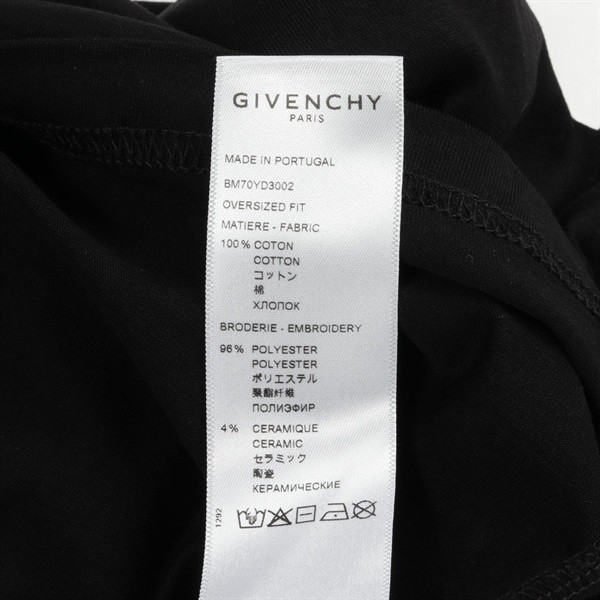 GIVENCHY
PARIS
MADE IN PORTUGAL
BM70YD3002
OVERSIZED FIT
MATIERE - FABRIC
100% COTON
COTTON
コットン
棉
ХЛОПОК
BRODERIE - EMBROIDERY
96% POLYESTER
POLYESTER
ポリエステル
聚酯纤维
ПОЛИЭФИР
4% CERAMIQUE
CERAMIC
セラミック
陶瓷
КЕРАМИЧЕСКИЕ
1292